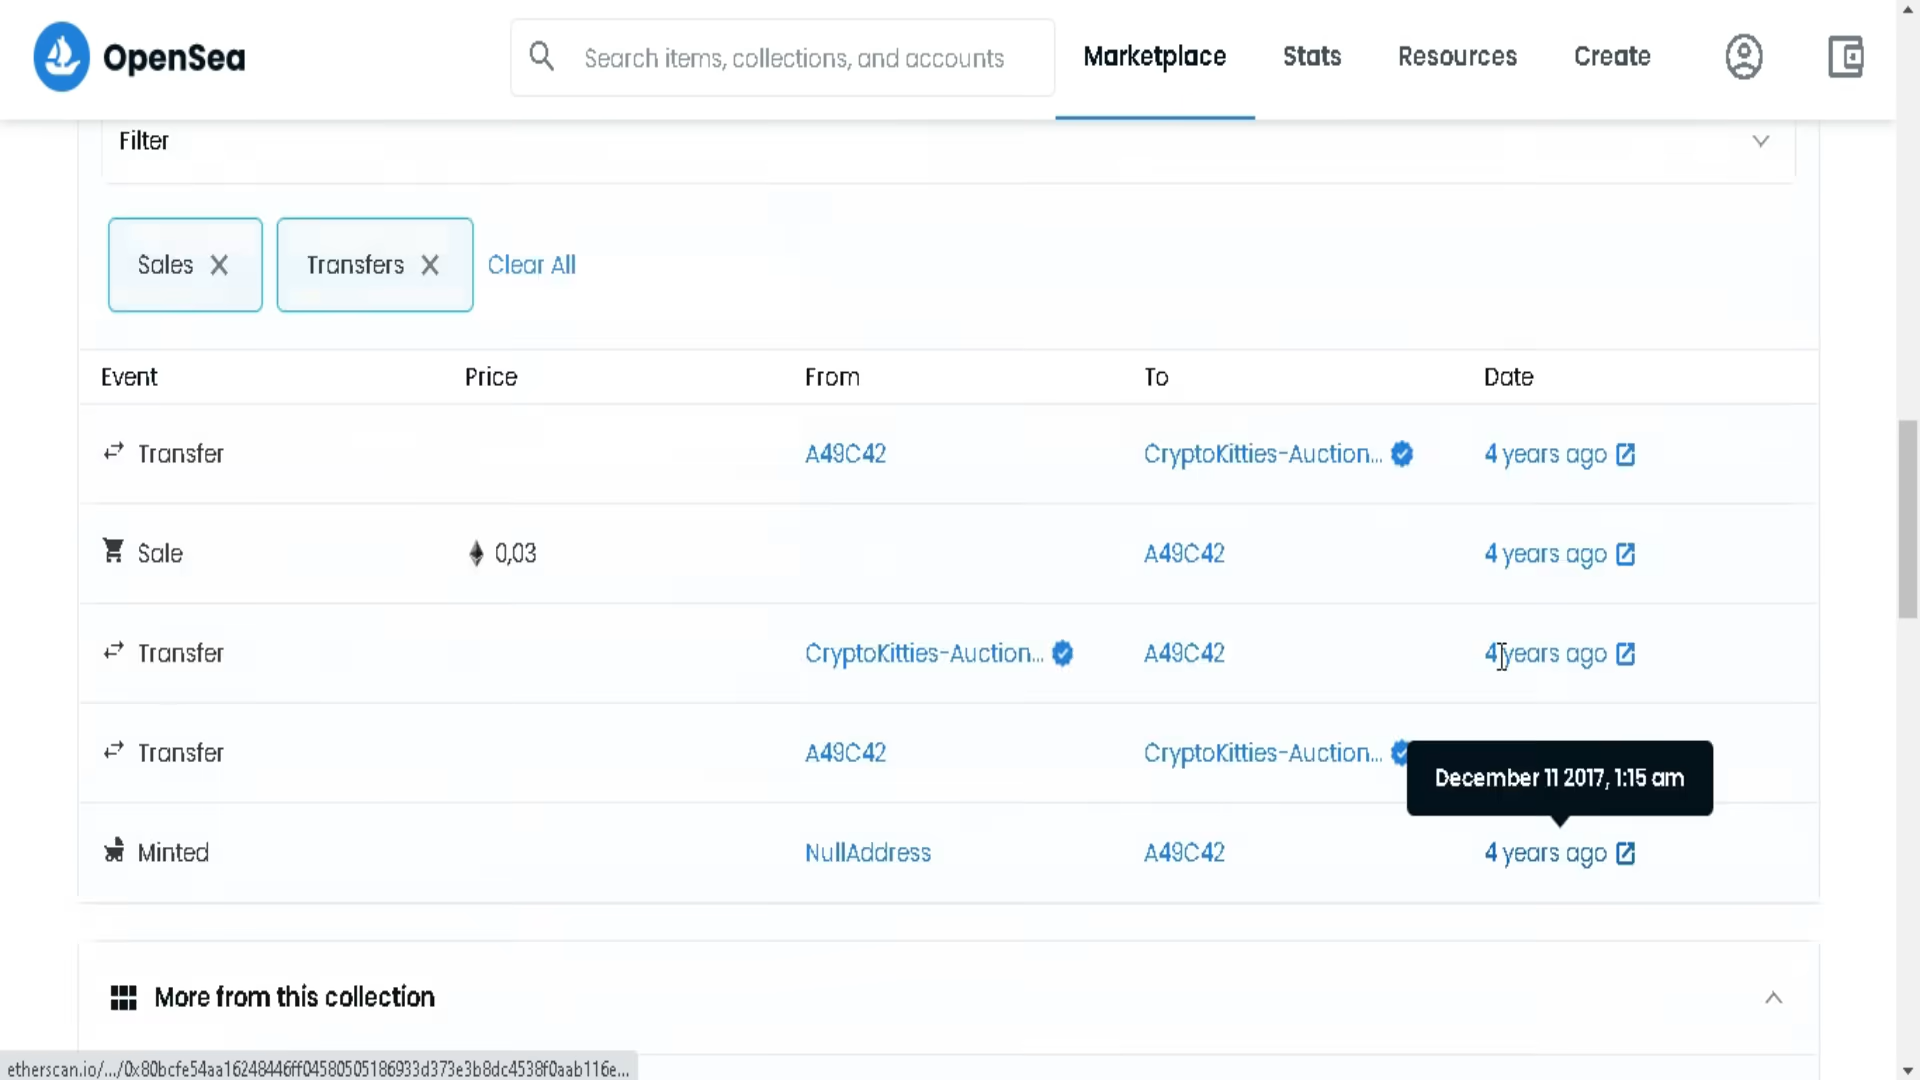 OpenSea
Search items, collections, and accounts
Marketplace Stats Resources Create
Filter
Sales Transfers Clear All
Event Price From To Date
Transfer A49C42 CryptoKitties-Auction... 4 years ago
Sale 0,03 A49C42 4 years ago
Transfer CryptoKitties-Auction... A49C42 4 years ago
Transfer A49C42 CryptoKitties-Auction...
December 11 2017, 1:15 am
Minted NullAddress A49C42 4 years ago
More from this collection
etherscan.io/.../0x80bcfe54aa16248446ff04580505186933d373e3b8dc4538f0aab116e...